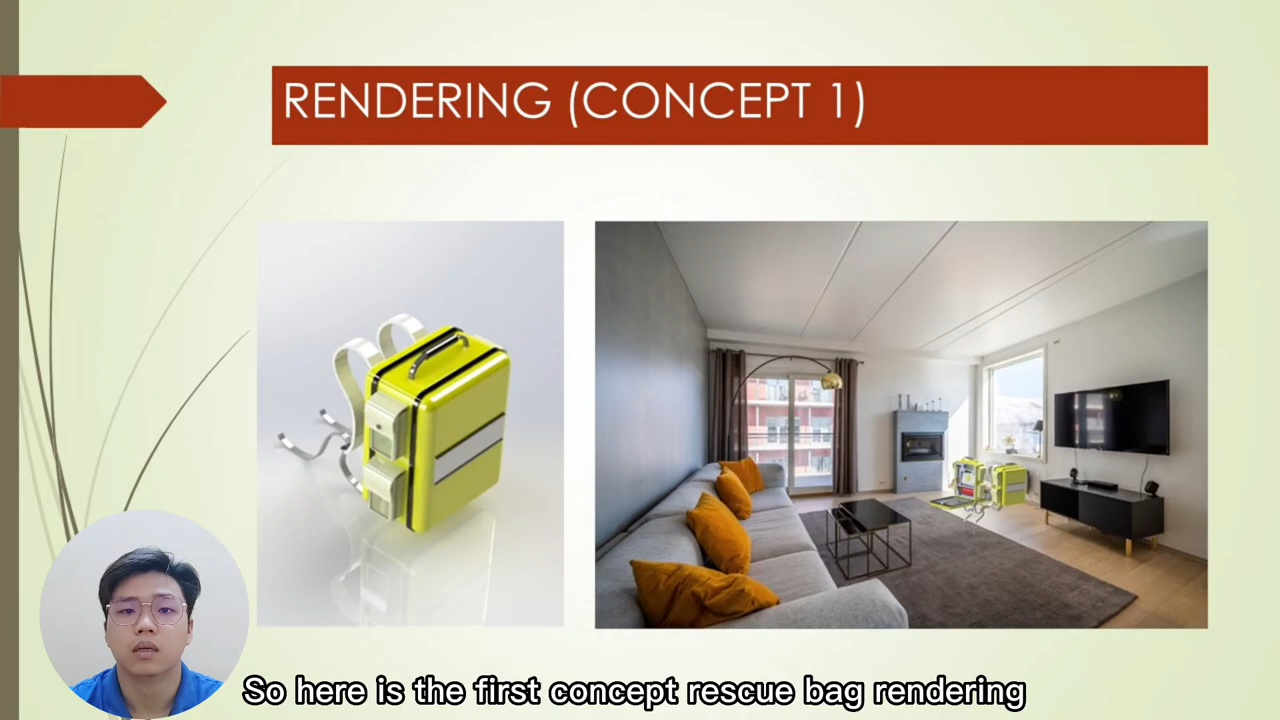 RENDERING (CONCEPT 1)
So here is the first concept rescue bag rendering